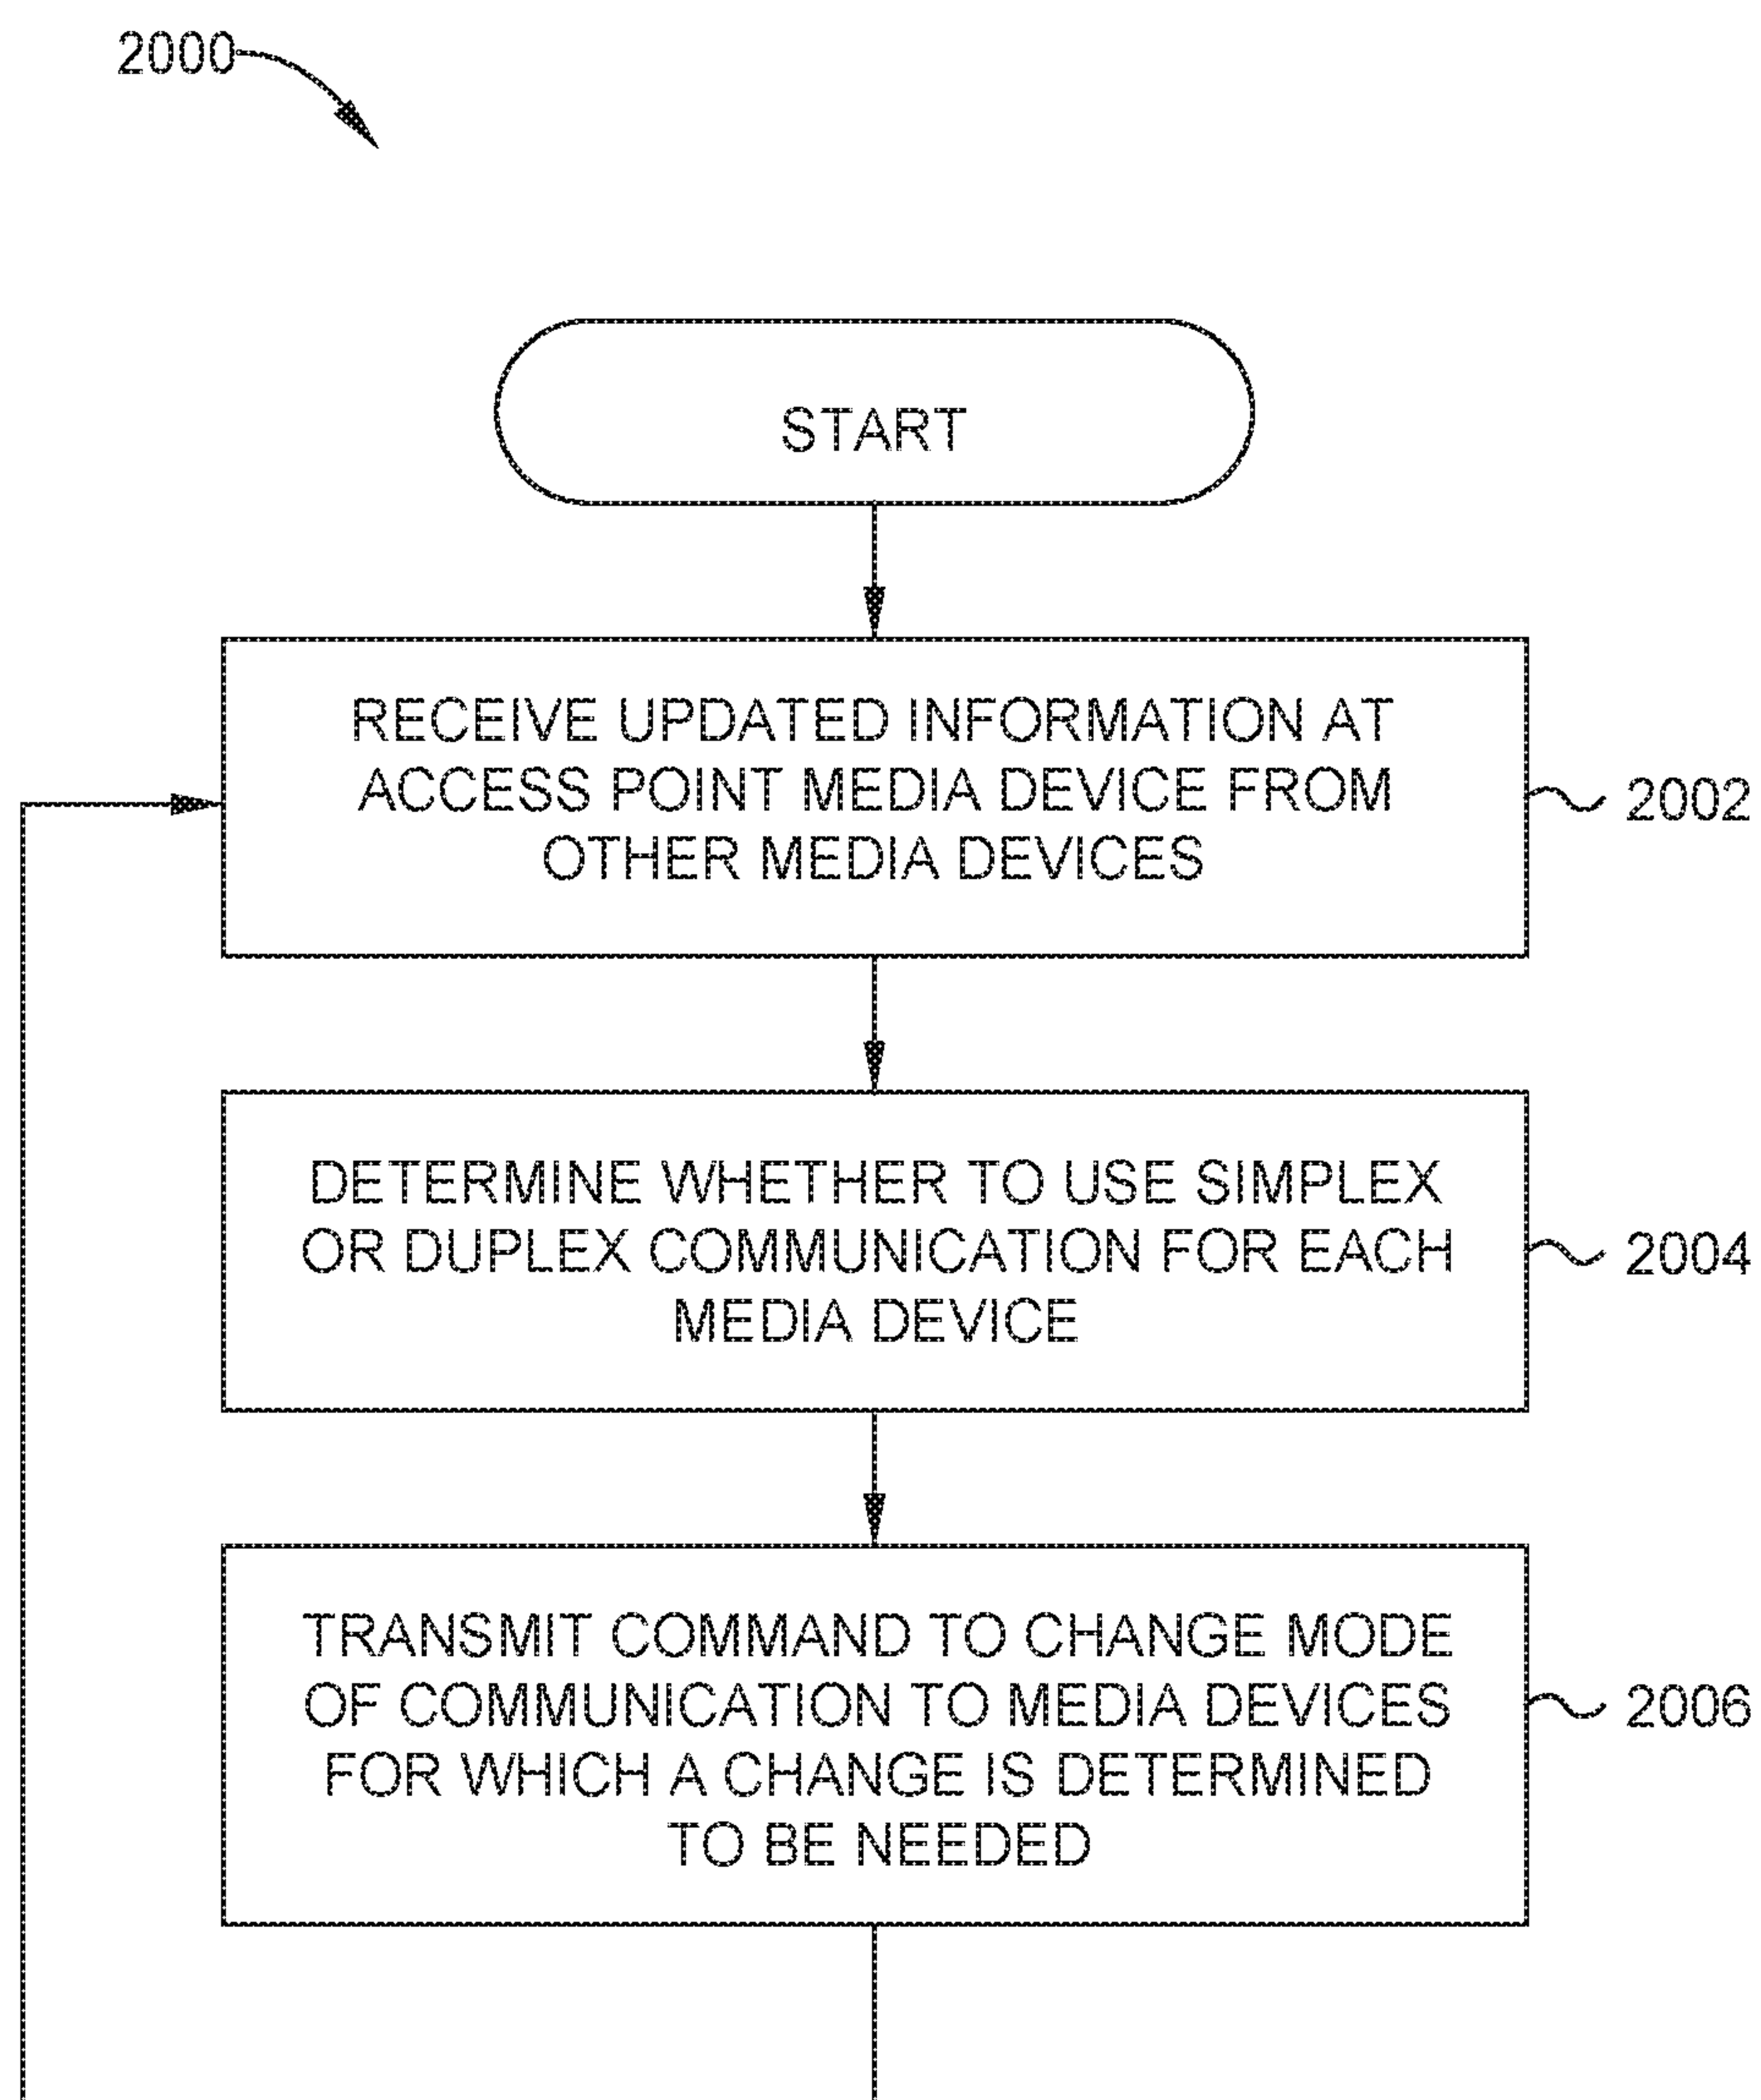 2000
START
RECEIVE UPDATED INFORMATION AT
ACCESS POINT MEDIA DEVICE FROM
OTHER MEDIA DEVICES
2002
DETERMINE WHETHER TO USE SIMPLEX
OR DUPLEX COMMUNICATION FOR EACH
MEDIA DEVICE
2004
TRANSMIT COMMAND TO CHANGE MODE
OF COMMUNICATION TO MEDIA DEVICES
FOR WHICH A CHANGE IS DETERMINED
TO BE NEEDED
2006